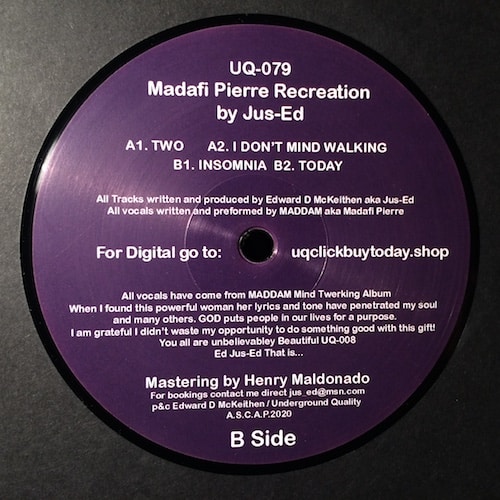 UQ-079
Madafi Pierre Recreation
by Jus-Ed
A1. TWO A2. I DON'T MIND WALKING
B1. INSOMNIA B2. TODAY
All Tracks written and produced by Edward D McKeithen aka Jus-Ed
All vocals written and preformed by MADDAM aka Madafi Pierre
For Digital go to: uqclickbuytoday.shop
All vocals have come from MADDAM Mind Twerking Album
When I found this powerful woman her lyrics and tone have penetrated my soul
and many others. GOD puts people in our lives for a purpose.
I am grateful I didn't waste my opportunity to do something good with this gift!
You all are unbelievabley Beautiful UQ-008
Ed Jus-Ed That is...
Mastering by Henry Maldonado
For bookings contact me direct jus_ed@msn.com
p&c Edward D McKeithen / Underground Quality
A.S.C.A.P.2020
B Side